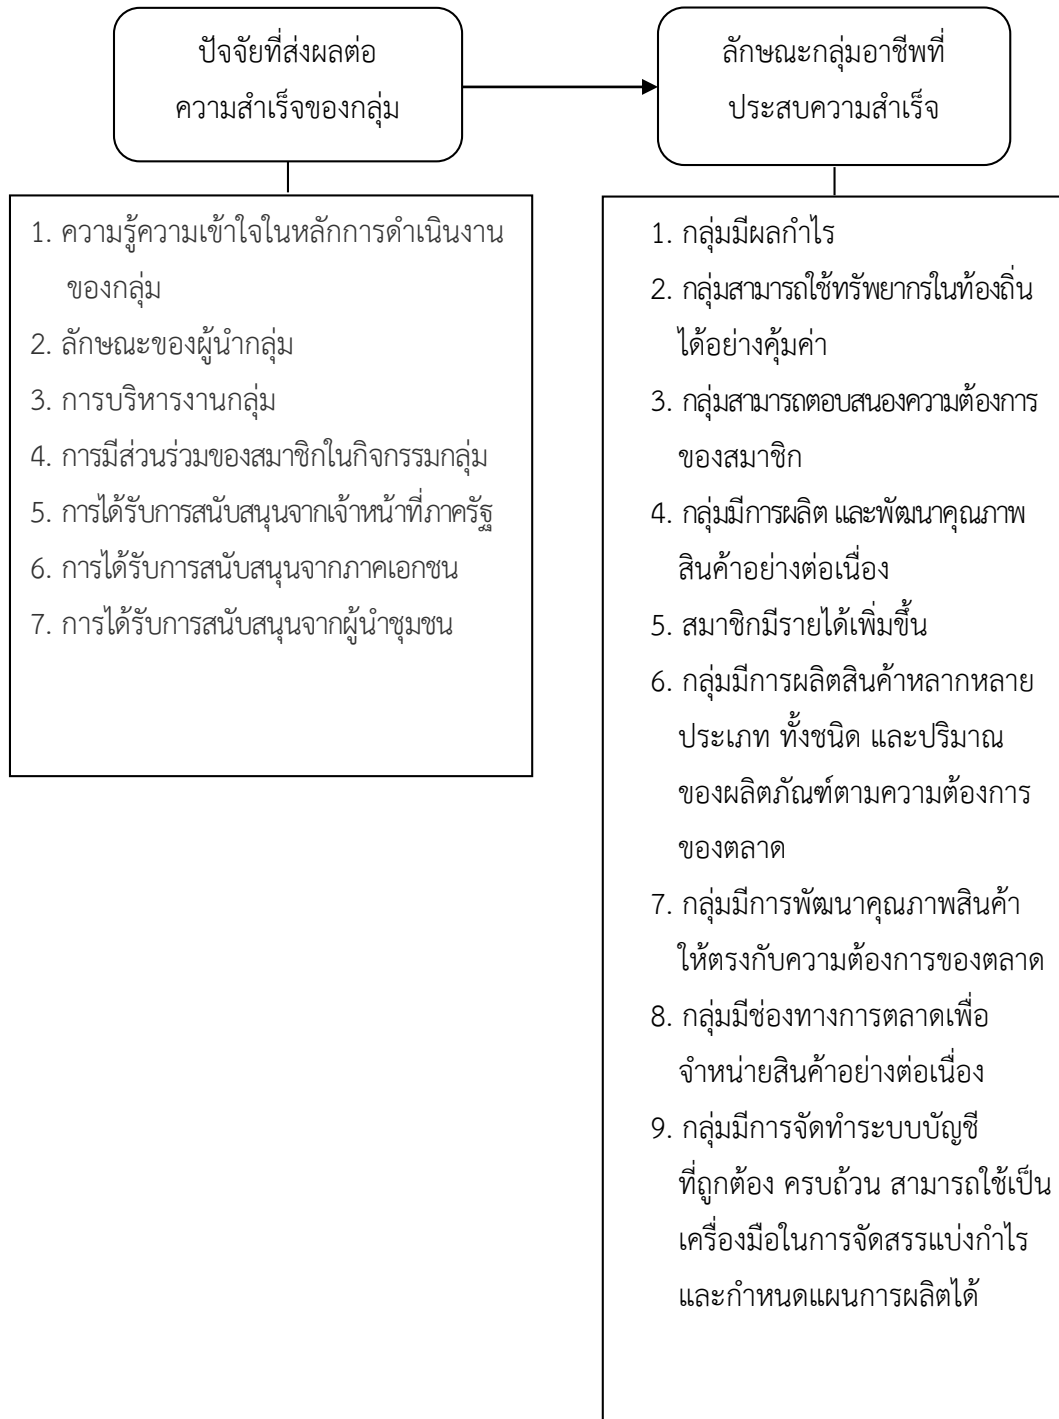 ปัจจัยที่ส่งผลต่อ
ความสำเร็จของกลุ่ม
ลักษณะกลุ่มอาชีพที่
ประสบความสำเร็จ
1. ความรู้ความเข้าใจในหลักการดำเนินงาน
ของกลุ่ม
2. ลักษณะของผู้นำกลุ่ม
3. การบริหารงานกลุ่ม
4. การมีส่วนร่วมของสมาชิกในกิจกรรมกลุ่ม
5. การได้รับการสนับสนุนจากเจ้าหน้าที่ภาครัฐ
6. การได้รับการสนับสนุนจากภาคเอกชน
7. การได้รับการสนับสนุนจากผู้นำชุมชน
1. กลุ่มมีผลกำไร
2. กลุ่มสามารถใช้ทรัพยากรในท้องถิ่น
ได้อย่างคุ้มค่า
3. กลุ่มสามารถตอบสนองความต้องการ
ของสมาชิก
4. กลุ่มมีการผลิต และพัฒนาคุณภาพ
สินค้าอย่างต่อเนื่อง
5. สมาชิกมีรายได้เพิ่มขึ้น
6. กลุ่มมีการผลิตสินค้าหลากหลาย
ประเภท ทั้งชนิด และปริมาณ
ของผลิตภัณฑ์ตามความต้องการ
ของตลาด
7. กลุ่มมีการพัฒนาคุณภาพสินค้า
ให้ตรงกับความต้องการของตลาด
8. กลุ่มมีช่องทางการตลาดเพื่อ
จำหน่ายสินค้าอย่างต่อเนื่อง
9. กลุ่มมีการจัดทำระบบบัญชี
ที่ถูกต้อง ครบถ้วน สามารถใช้เป็น
เครื่องมือในการจัดสรรแบ่งกำไร
และกำหนดแผนการผลิตได้